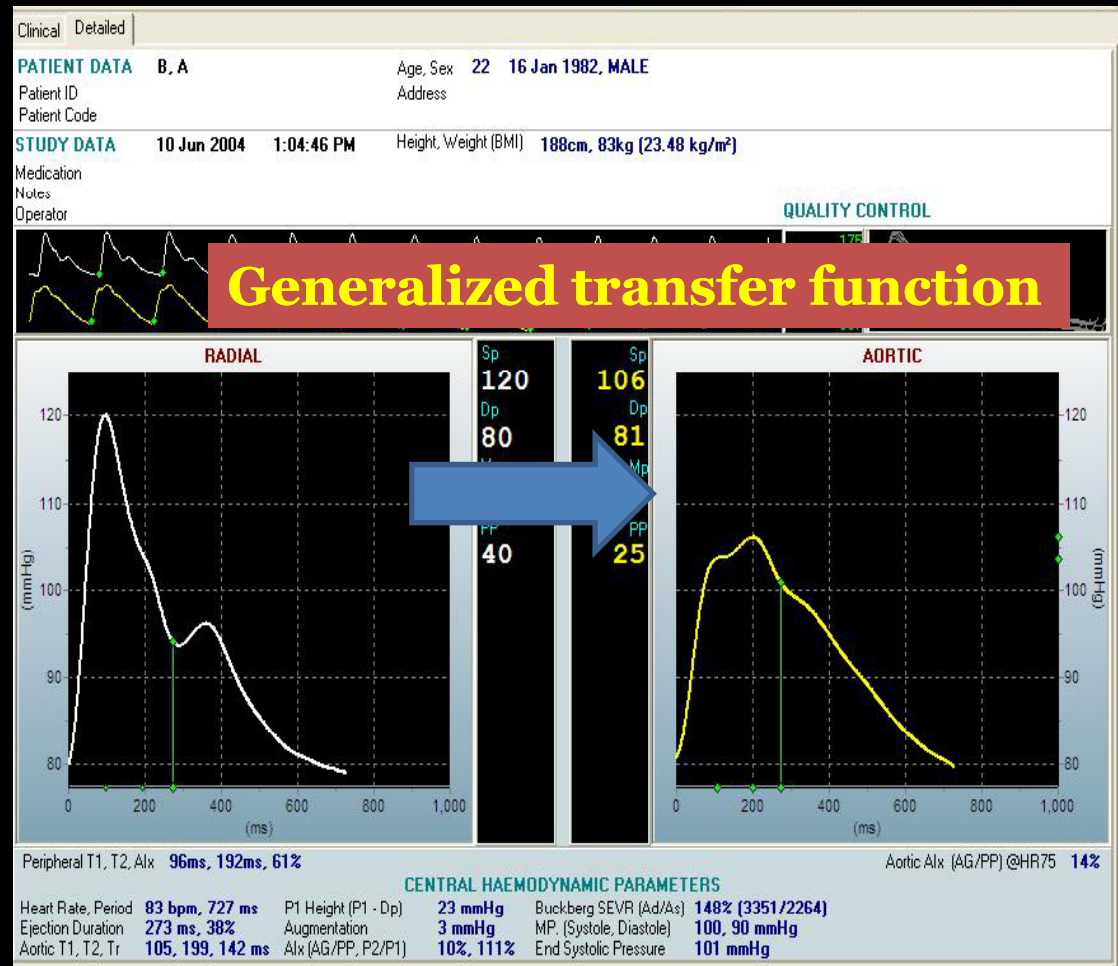 Clinical Detailed
PATIENT DATA B, A Age, Sex 22 16 Jan 1982, MALE
Patient ID Address
Patient Code
STUDY DATA 10 Jun 2004 1:04:46 PM Height, Weight (BMI) 188cm, 83kg (23.48 kg/m²)
Medication
Notes
Operator
QUALITY CONTROL
175
Generalized transfer function
RADIAL
Sp
120
Dp
80
PP
40
Sp
106
Dp
81
Mp
PP
25
AORTIC
120
110
100
90
80
(mmHg)
0 200 400 600 800 1,000
(ms)
120
110
100
90
80
(mmHg)
0 200 400 600 800 1,000
(ms)
Peripheral T1, T2, AIx 96ms, 192ms, 61% Aortic AIx (AG/PP) @HR75 14%
CENTRAL HAEMODYNAMIC PARAMETERS
Heart Rate, Period 83 bpm, 727 ms P1 Height (P1 - Dp) 23 mmHg Buckberg SEVR (Ad/As) 148% (3351/2264)
Ejection Duration 273 ms, 38% Augmentation 3 mmHg MP. (Systole, Diastole) 100, 90 mmHg
Aortic T1, T2, Tr 105, 199, 142 ms AIx (AG/PP, P2/P1) 10%, 111% End Systolic Pressure 101 mmHg